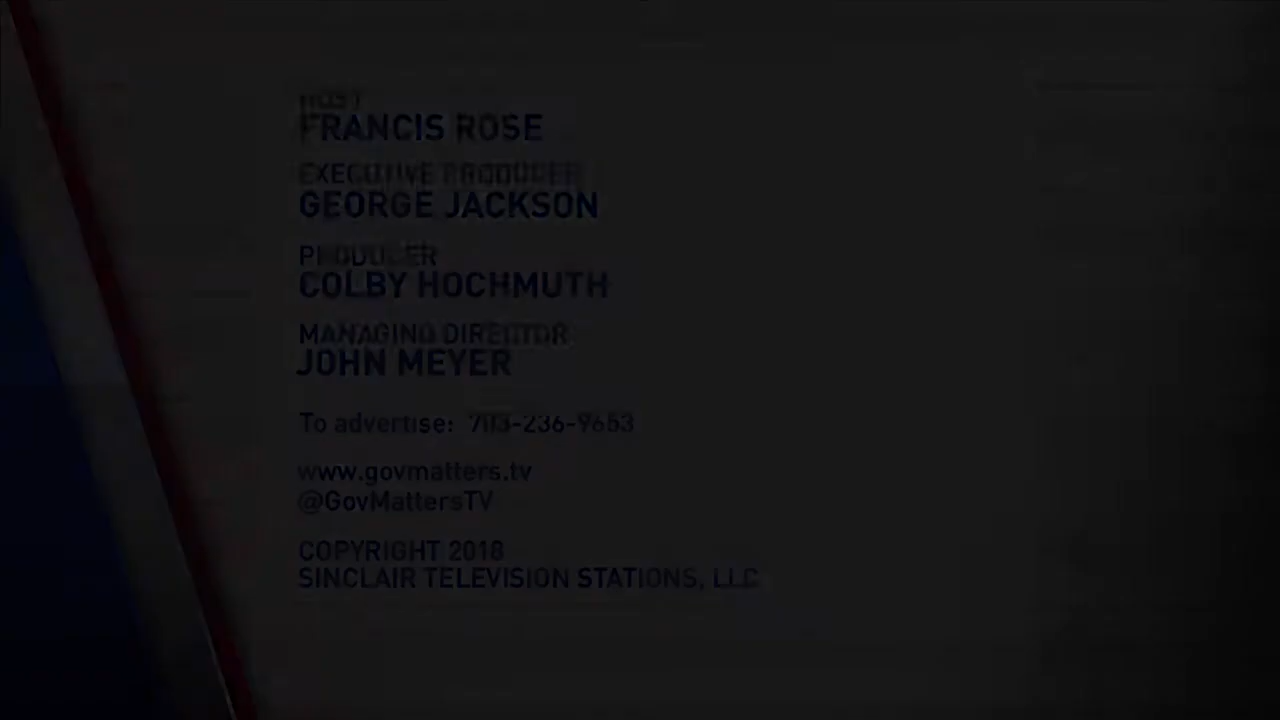 HOST
FRANCIS ROSE
EXECUTIVE PRODUCER
GEORGE JACKSON
PRODUCER
COLBY HOCHMUTH
MANAGING DIRECTOR
JOHN MEYER
To advertise: 703-236-9653
www.govmatters.tv
@GovMattersTV
COPYRIGHT 2018
SINCLAIR TELEVISION STATIONS, LLC